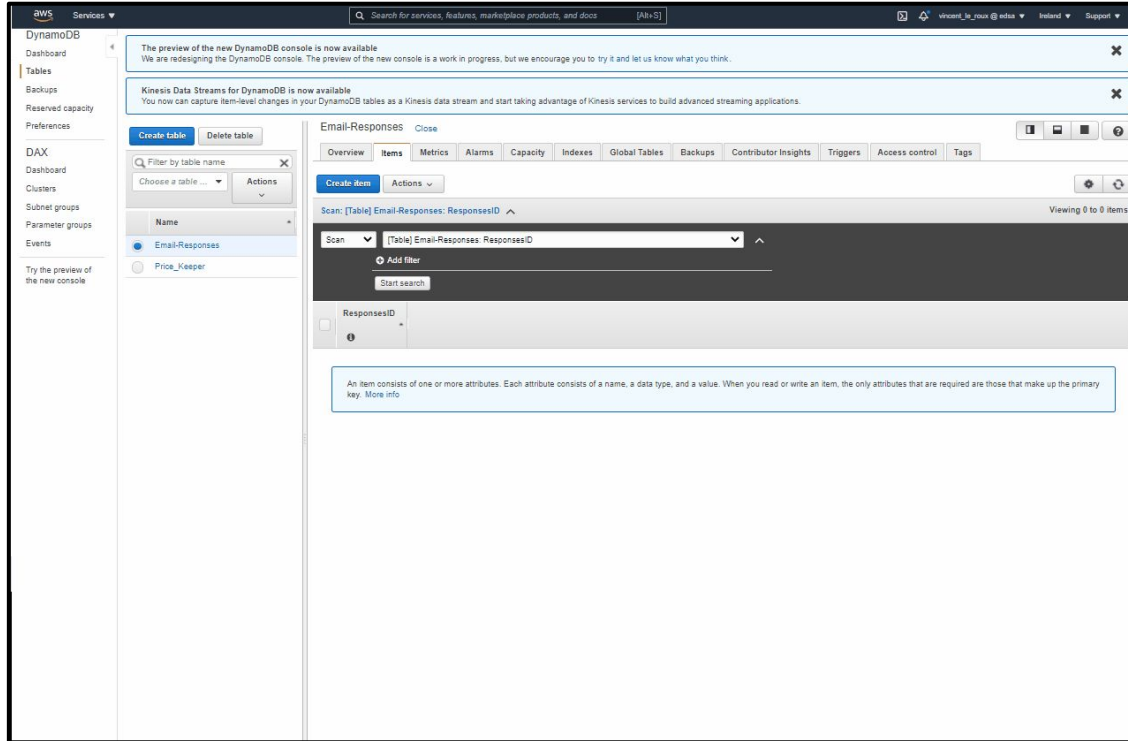 aws Services ▾ Search for services, features, marketplace products, and docs [Alt+S] vincent_le_roux @ edsa ▾ Ireland ▾ Support ▾
DynamoDB
Dashboard
Tables
Backups
Reserved capacity
Preferences
DAX
Dashboard
Clusters
Subnet groups
Parameter groups
Events
Try the preview of
the new console
The preview of the new DynamoDB console is now available
We are redesigning the DynamoDB console. The preview of the new console is a work in progress, but we encourage you to try it and let us know what you think.
Kinesis Data Streams for DynamoDB is now available
You now can capture item-level changes in your DynamoDB tables as a Kinesis data stream and start taking advantage of Kinesis services to build advanced streaming applications.
Create table Delete table
Filter by table name
Choose a table ... Actions
Name
Email-Responses
Price_Keeper
Email-Responses Close
Overview Items Metrics Alarms Capacity Indexes Global Tables Backups Contributor Insights Triggers Access control Tags
Create item Actions
Scan: [Table] Email-Responses: ResponsesID Viewing 0 to 0 items
Scan [Table] Email-Responses: ResponsesID
Add filter
Start search
ResponsesID
An item consists of one or more attributes. Each attribute consists of a name, a data type, and a value. When you read or write an item, the only attributes that are required are those that make up the primary
key. More info